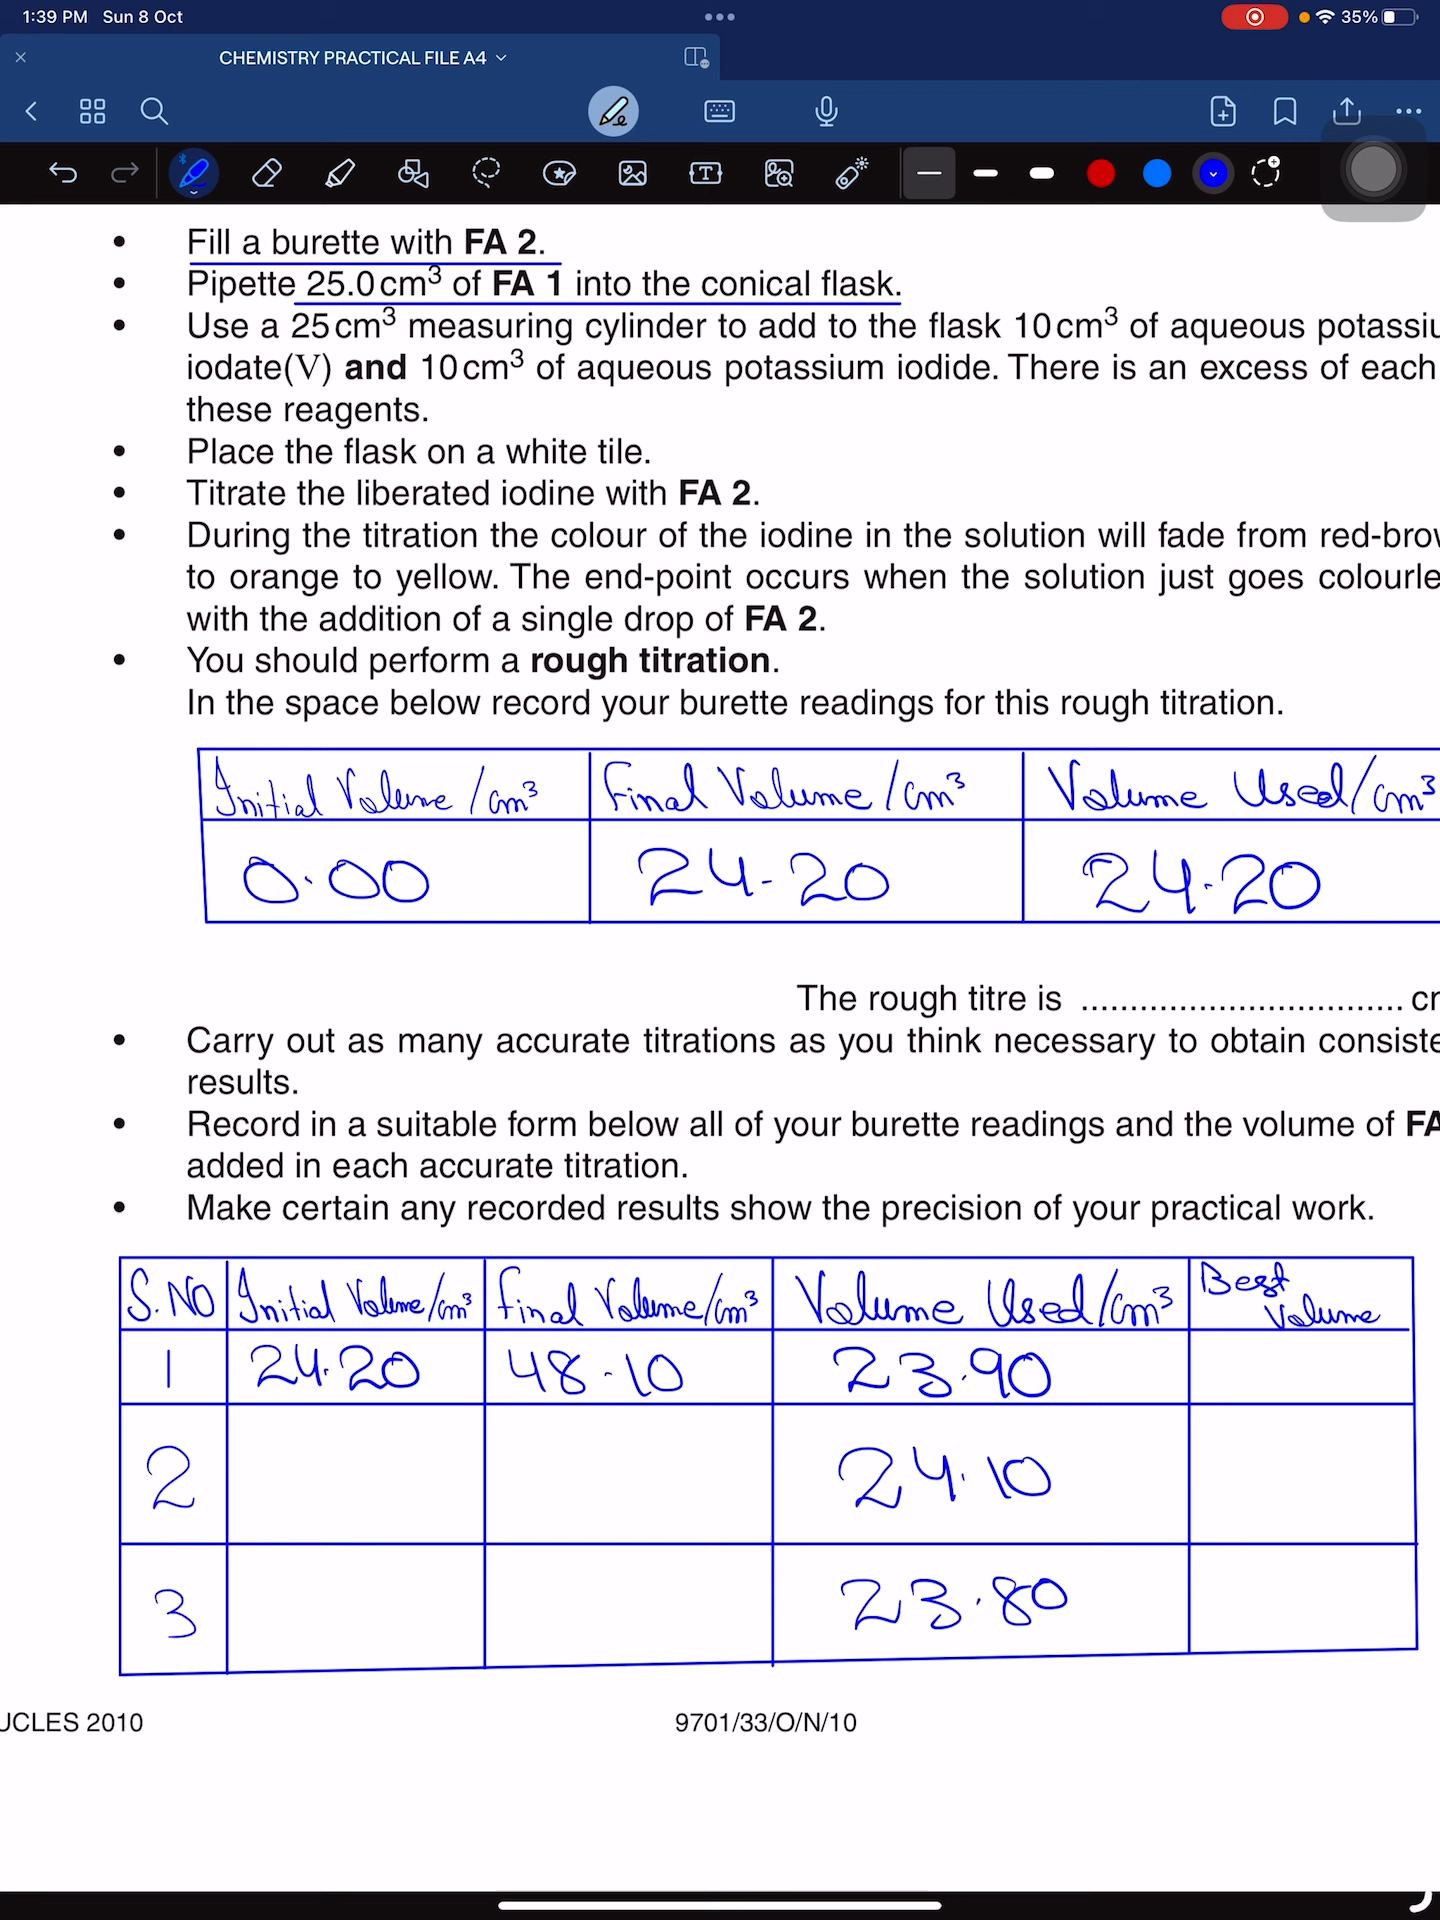 1:39 PM Sun 8 Oct
35%
CHEMISTRY PRACTICAL FILE A4
Fill a burette with FA 2.
Pipette 25.0 cm³ of FA 1 into the conical flask.
Use a 25 cm³ measuring cylinder to add to the flask 10 cm³ of aqueous potassiu
iodate(V) and 10 cm³ of aqueous potassium iodide. There is an excess of each
these reagents.
Place the flask on a white tile.
Titrate the liberated iodine with FA 2.
During the titration the colour of the iodine in the solution will fade from red-brow
to orange to yellow. The end-point occurs when the solution just goes colourle
with the addition of a single drop of FA 2.
You should perform a rough titration.
In the space below record your burette readings for this rough titration.
Initial Volume /cm³ Final Volume /cm³ Volume Used/cm³
0.00 24.20 24.20
The rough titre is ................................. cr
Carry out as many accurate titrations as you think necessary to obtain consiste
results.
Record in a suitable form below all of your burette readings and the volume of FA
added in each accurate titration.
Make certain any recorded results show the precision of your practical work.
S.NO Initial Volume/cm³ Final Volume/cm³ Volume Used/cm³ Best Volume
1 24.20 48.10 23.90
2 24.10
3 23.80
UCLES 2010 9701/33/O/N/10